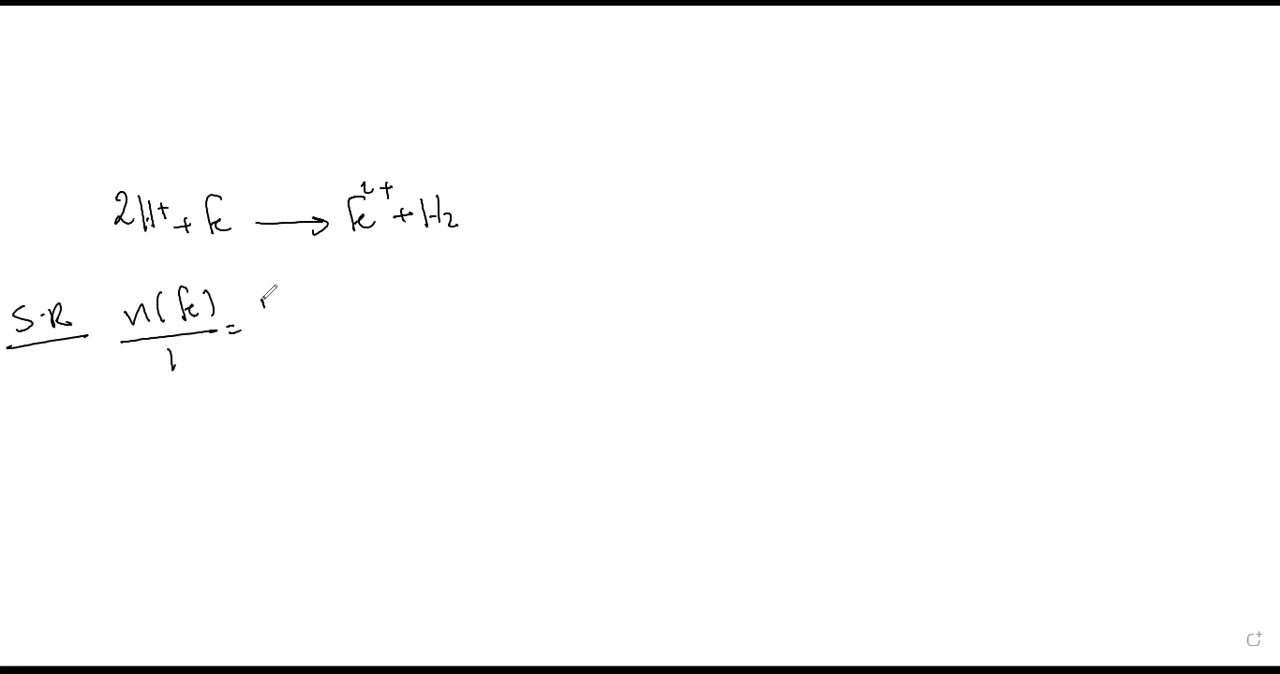 2H⁺ + Fe → Fe²⁺ + H₂
S.R n(Fe)/1 =